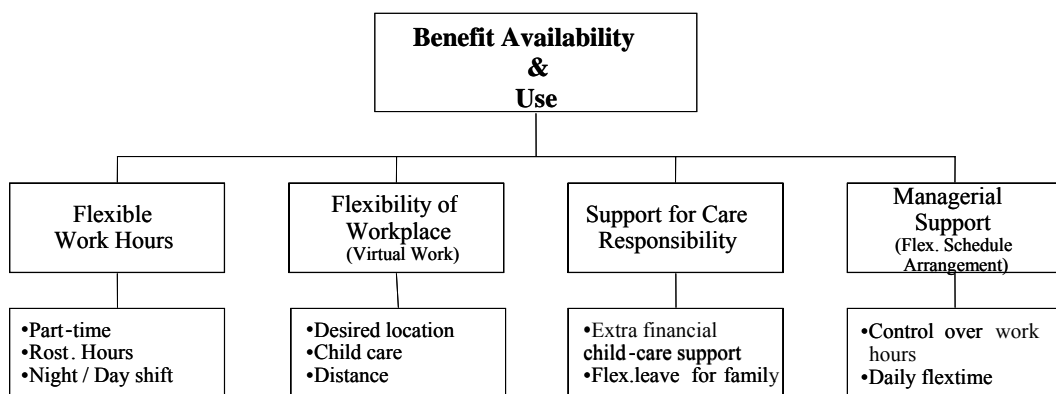 Benefit Availability
&
Use
Flexible
Work Hours
Flexibility of
Workplace
(Virtual Work)
Support for Care
Responsibility
Managerial
Support
(Flex. Schedule
Arrangement)
•Part-time
•Rost. Hours
•Night / Day shift
•Desired location
•Child care
•Distance
•Extra financial
child-care support
•Flex.leave for family
•Control over work
hours
•Daily flextime